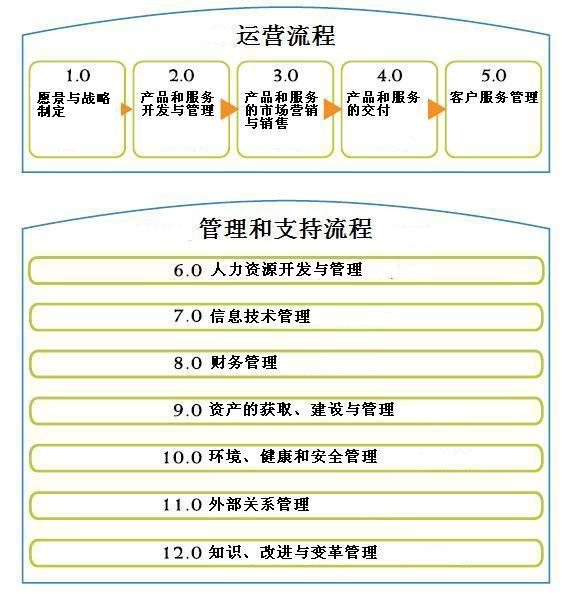 运营流程
1.0
愿景与战略
制定
2.0
产品和服务
开发与管理
3.0
产品和服务
的市场营销
与销售
4.0
产品和服务
的交付
5.0
客户服务管理
管理和支持流程
6.0 人力资源开发与管理
7.0 信息技术管理
8.0 财务管理
9.0 资产的获取、建设与管理
10.0 环境、健康和安全管理
11.0 外部关系管理
12.0 知识、改进与变革管理